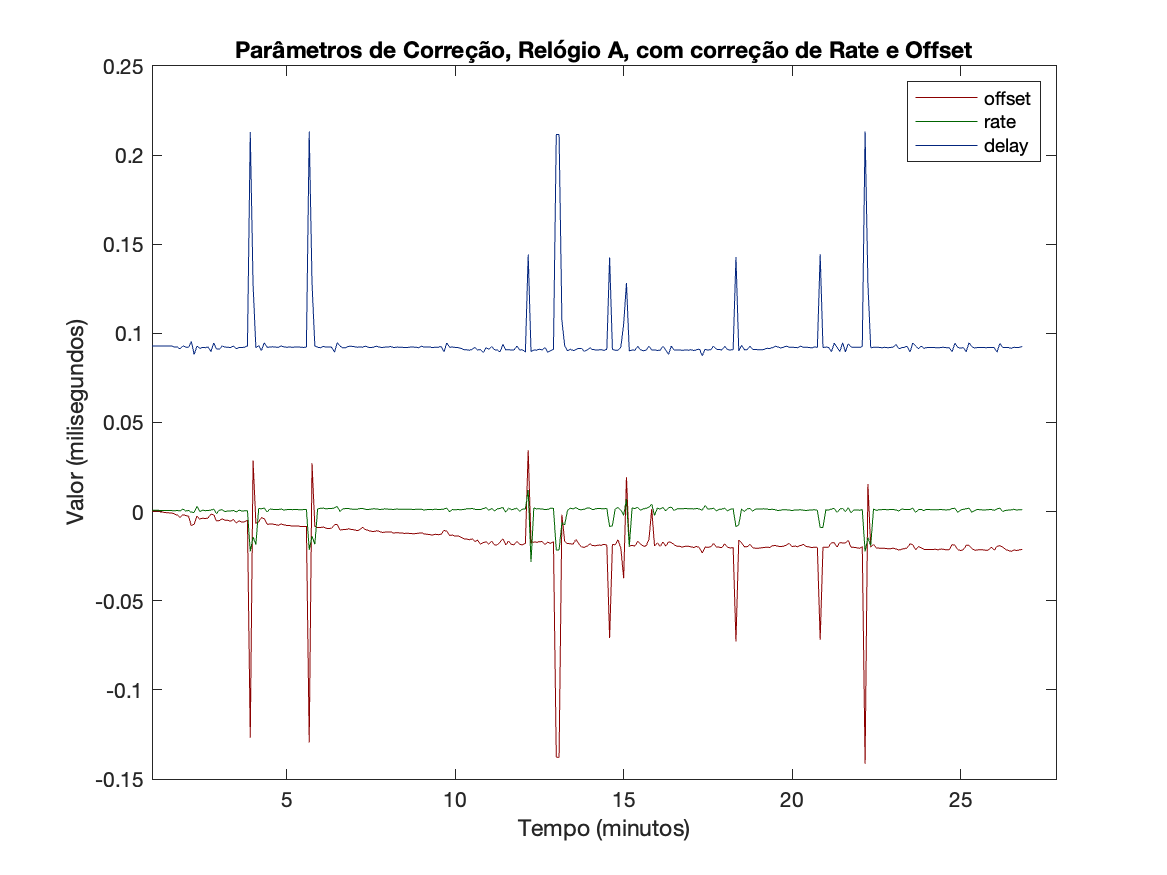 Parâmetros de Correção, Relógio A, com correção de Rate e Offset
0.25
0.2
0.15
0.1
0.05
0
-0.05
-0.1
-0.15
Valor (milisegundos)
offset
rate
delay
5
10
15
20
25
Tempo (minutos)